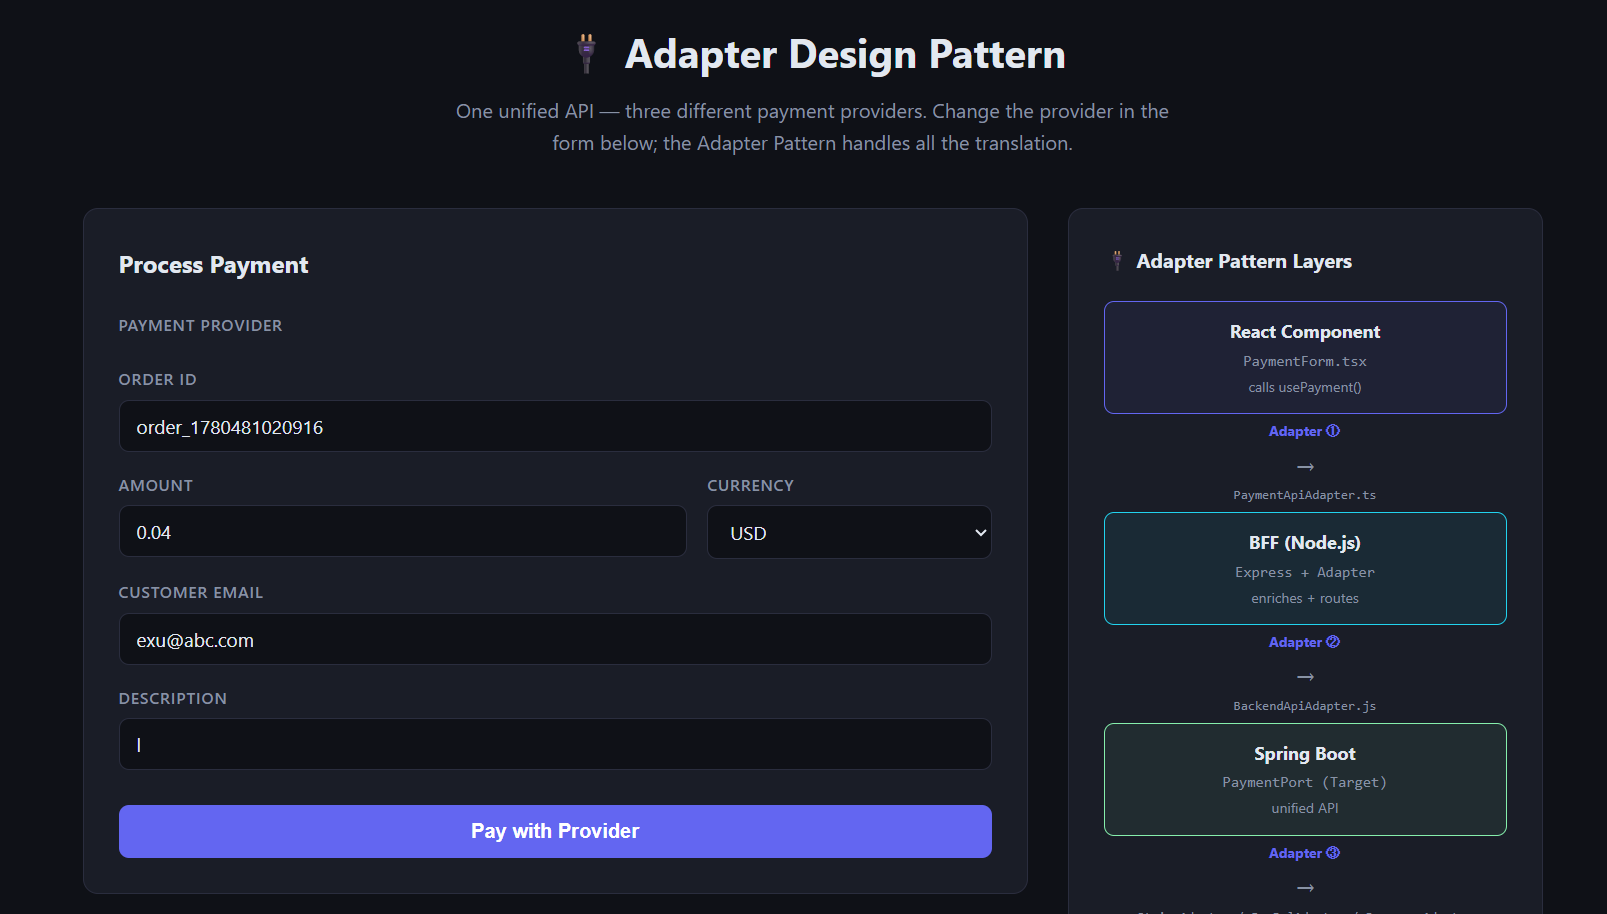 Adapter Design Pattern
One unified API — three different payment providers. Change the provider in the
form below; the Adapter Pattern handles all the translation.
Process Payment
PAYMENT PROVIDER
ORDER ID
order_1780481020916
AMOUNT
CURRENCY
0.04
USD
CUSTOMER EMAIL
exu@abc.com
DESCRIPTION
l
Pay with Provider
Adapter Pattern Layers
React Component
PaymentForm.tsx
calls usePayment()
Adapter ①
→
PaymentApiAdapter.ts
BFF (Node.js)
Express + Adapter
enriches + routes
Adapter ②
→
BackendApiAdapter.js
Spring Boot
PaymentPort (Target)
unified API
Adapter ③
→